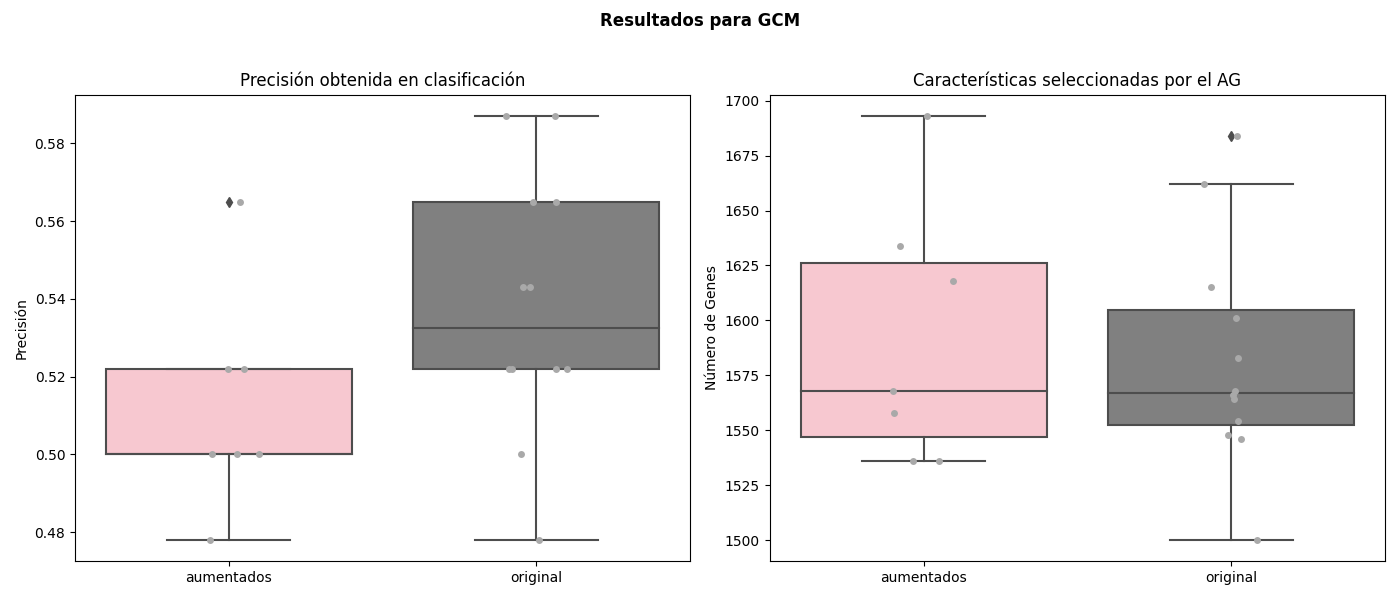 Resultados para GCM
Precisión obtenida en clasificación
Precisión
0.58
0.56
0.54
0.52
0.50
0.48
aumentados
original
Características seleccionadas por el AG
Número de Genes
1700
1675
1650
1625
1600
1575
1550
1525
1500
aumentados
original